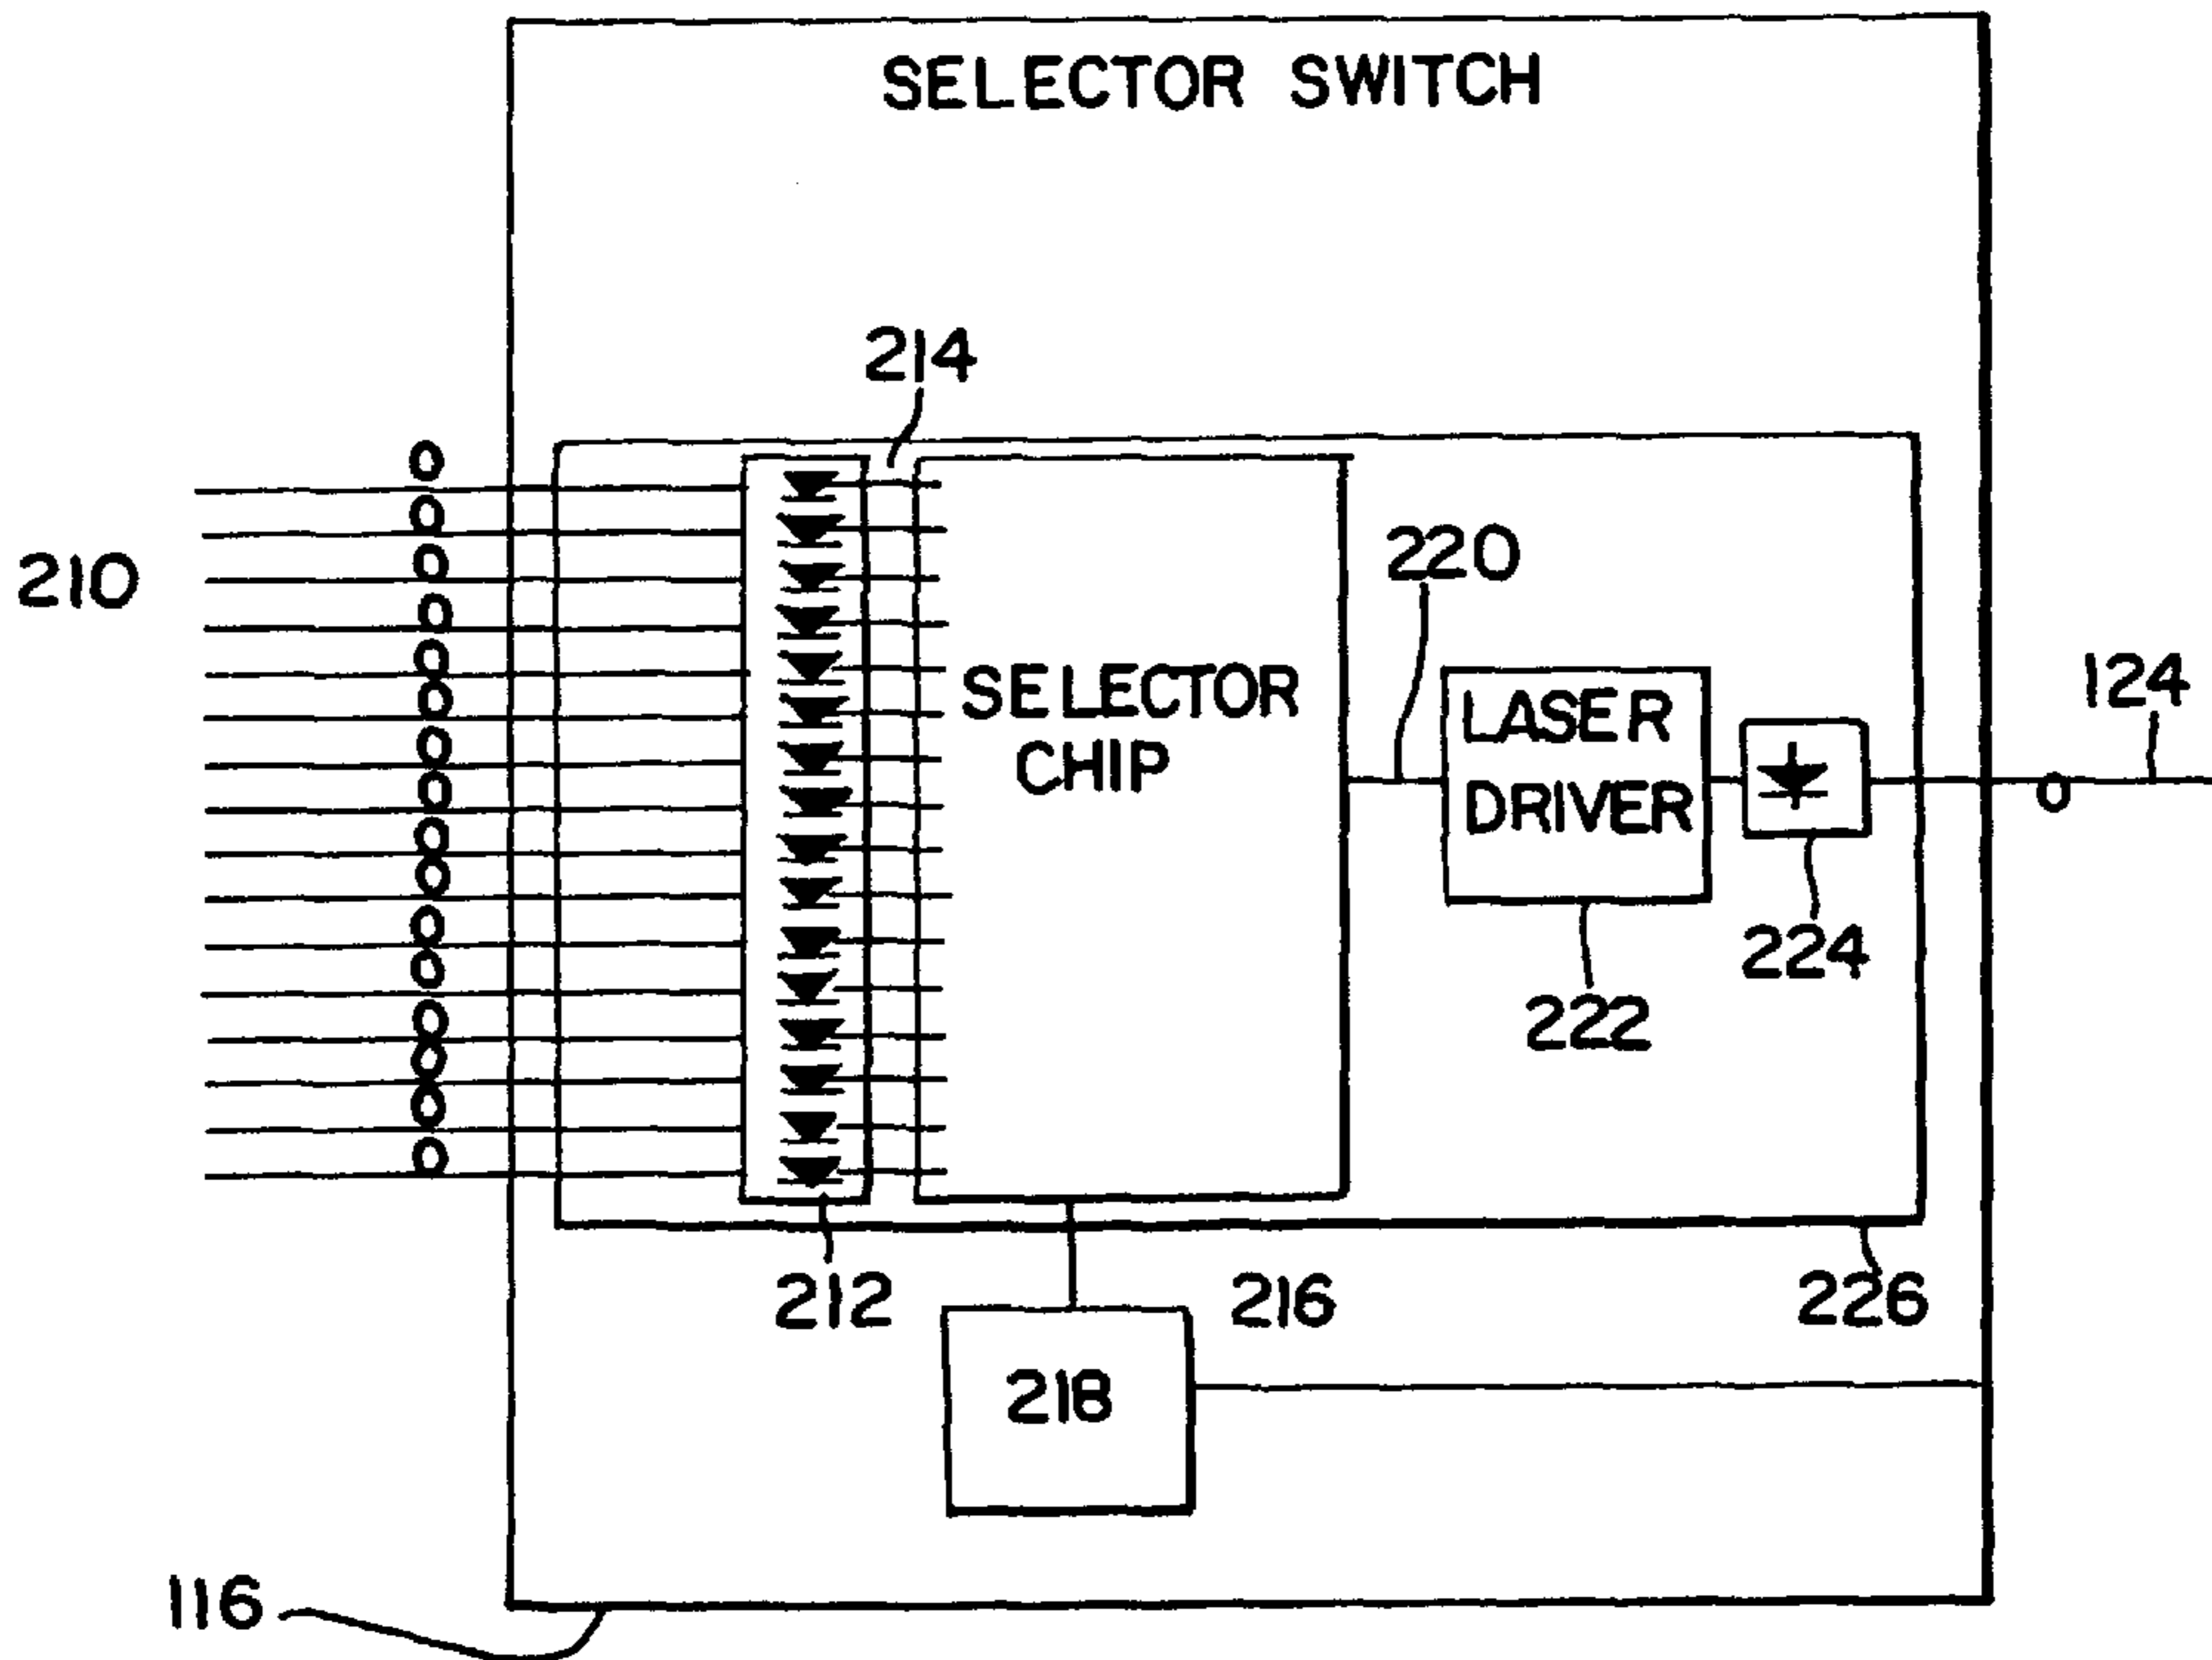 SELECTOR SWITCH
214
210
220
SELECTOR
CHIP
LASER
DRIVER
124
224
222
212
216
226
218
116